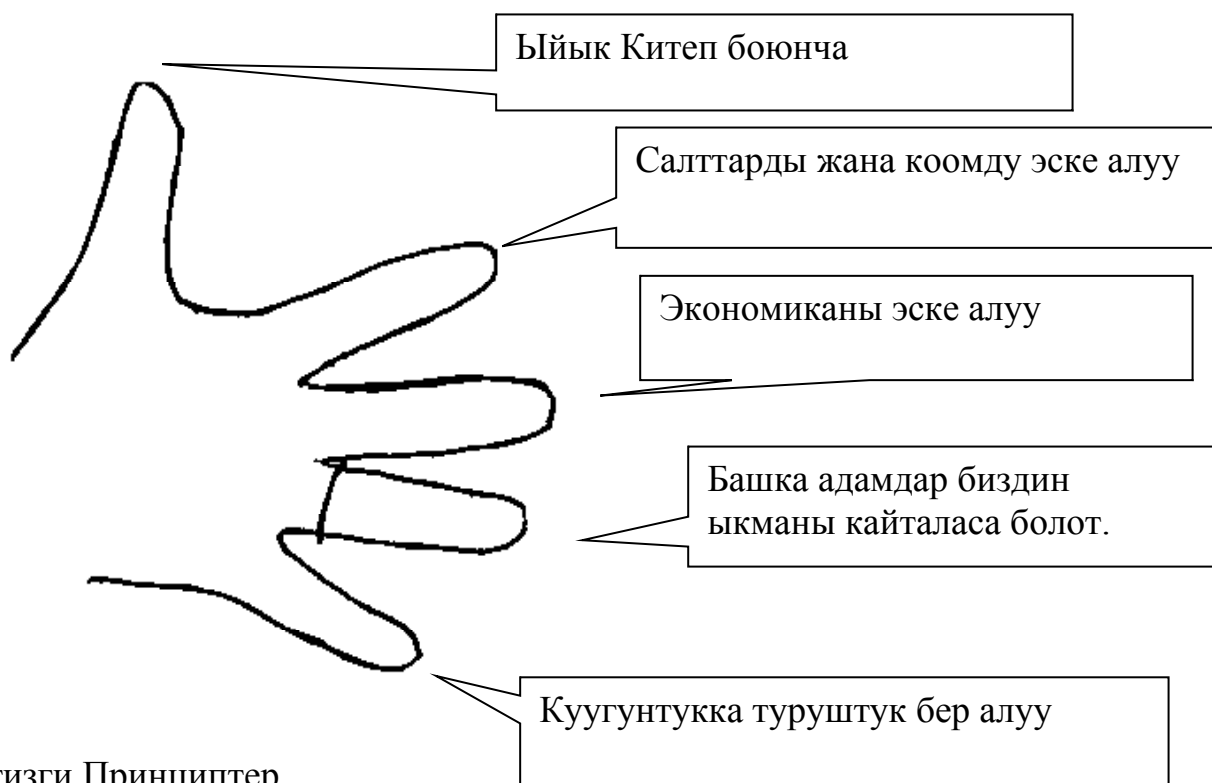 Ыйык Китеп боюнча
Салттарды жана коомду эске алуу
Экономиканы эске алуу
Башка адамдар биздин
ыкманы кайталаса болот.
Куугунтукка туруштук бер алуу
Принциптер